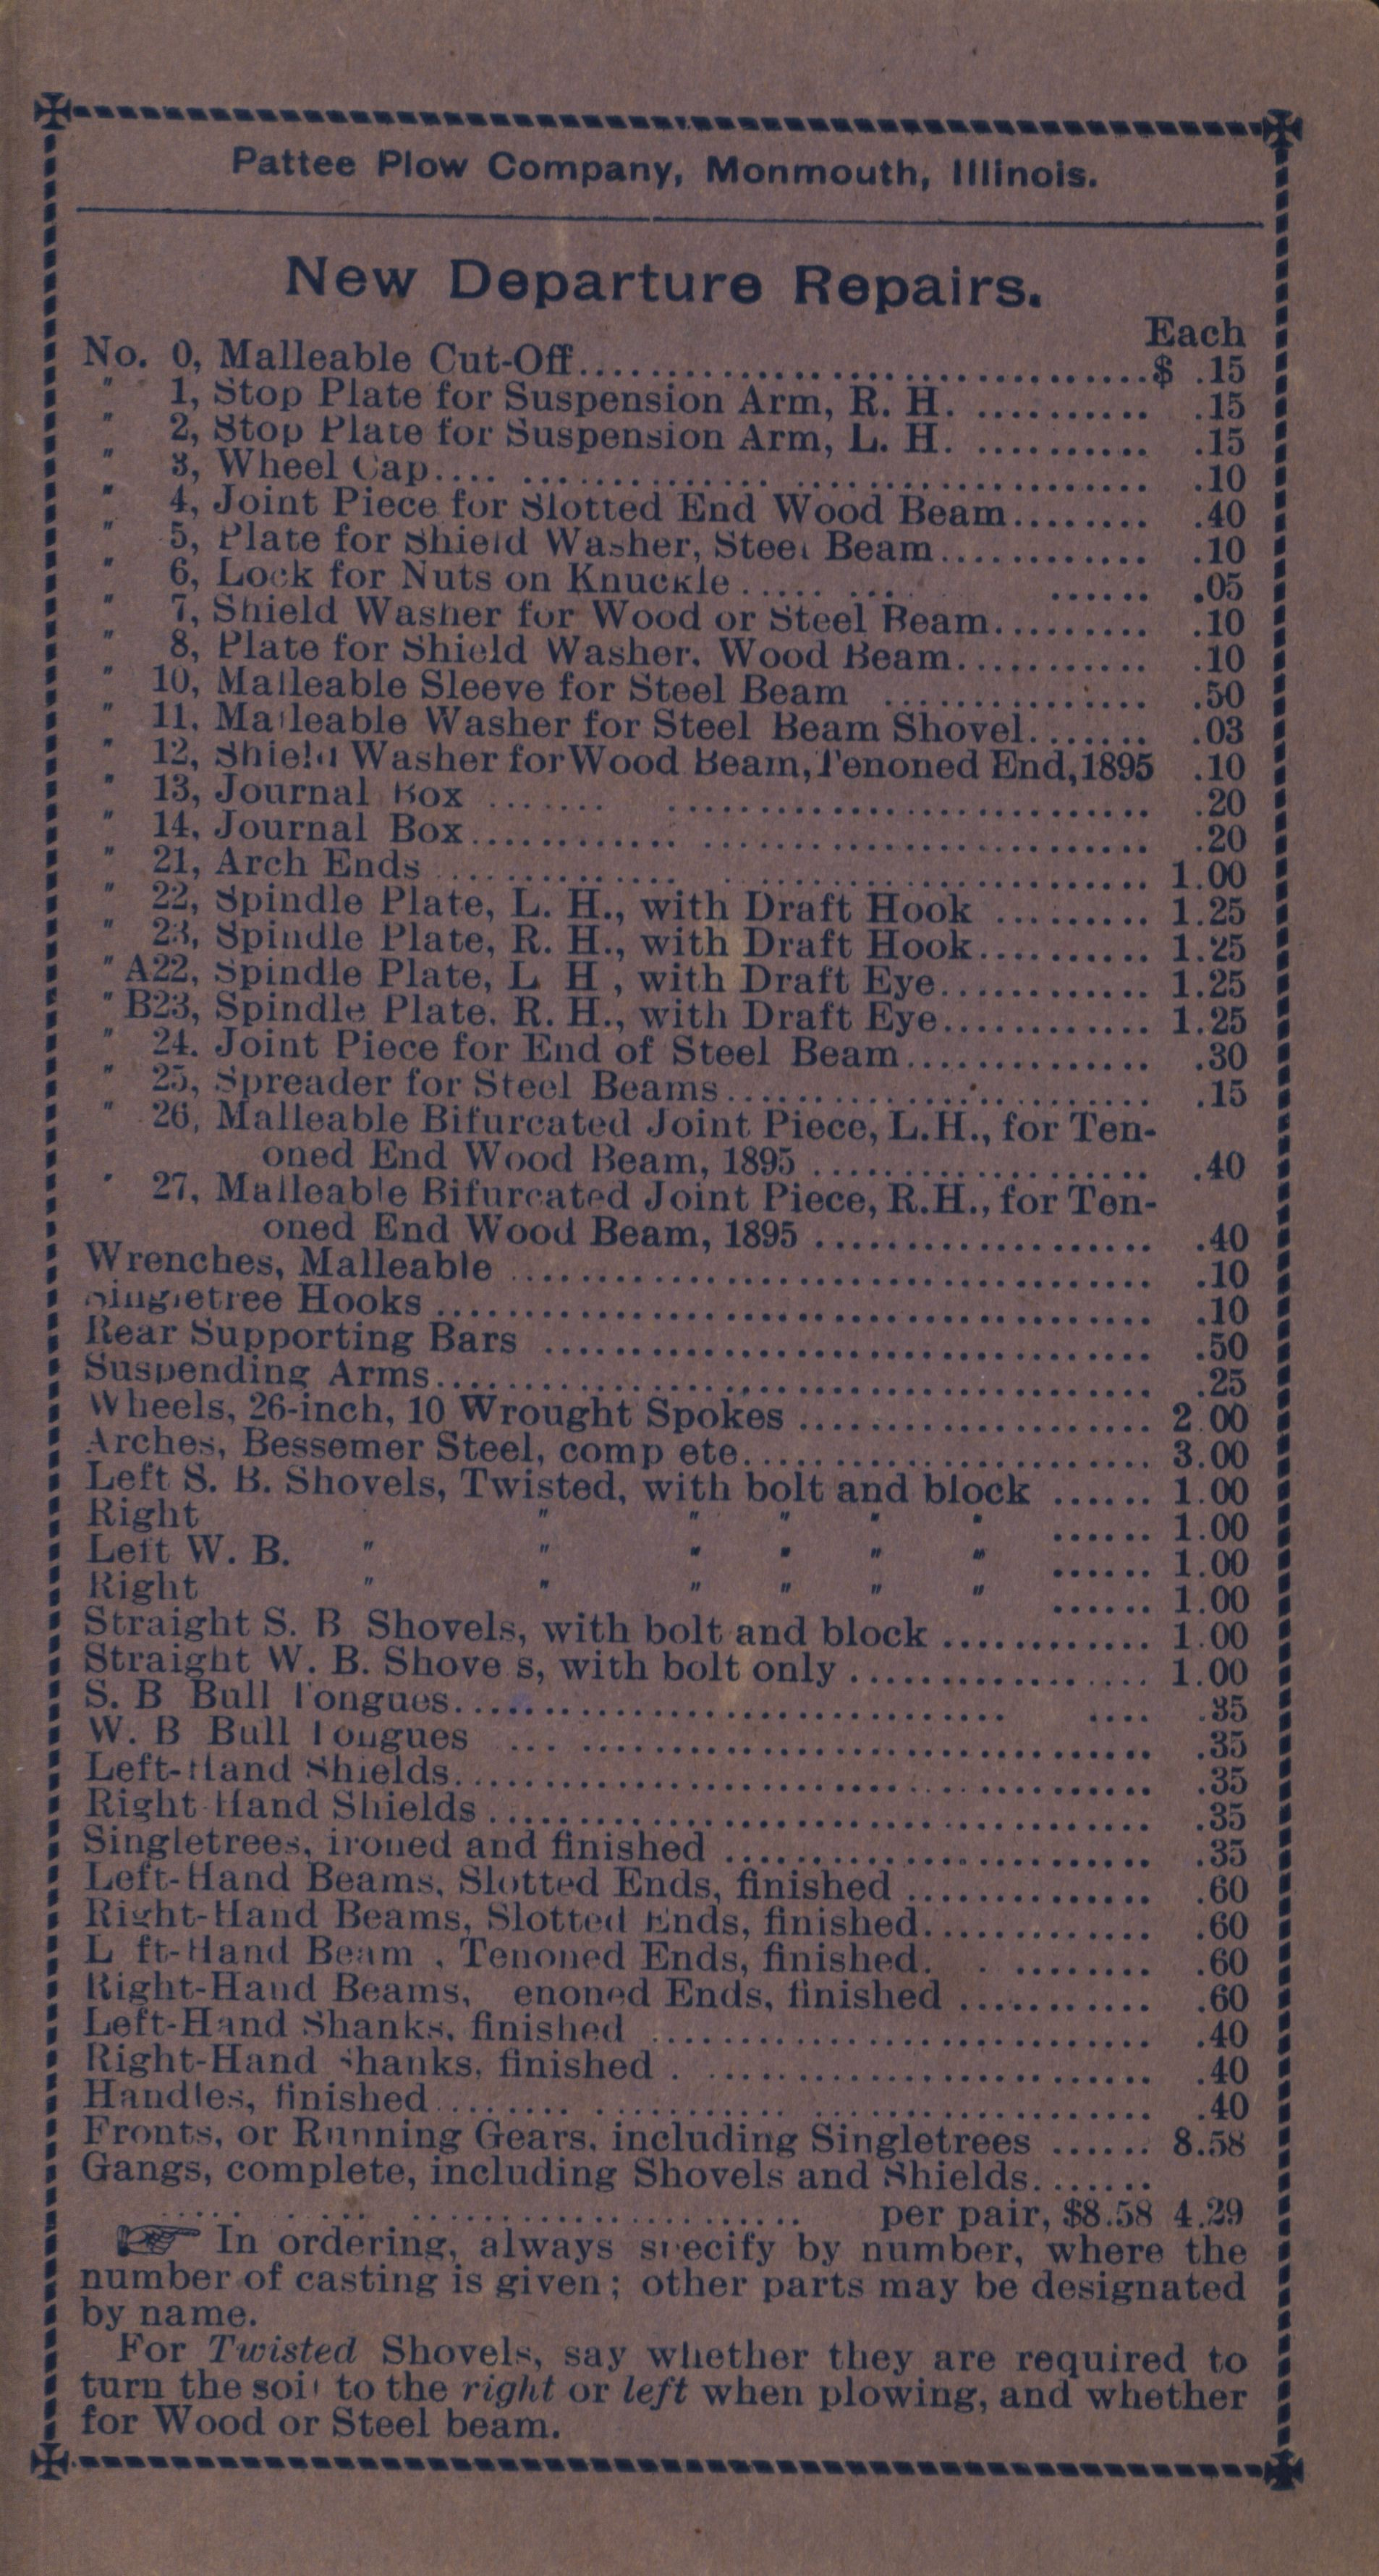 Pattee Plow Company, Monmouth, Illinois.
New Departure Repairs.
Each
No. 0, Malleable Cut-Off........................................$ .15
" 1, Stop Plate for Suspension Arm, R. H. .......... .15
" 2, Stop Plate for Suspension Arm, L. H. .......... .15
" 3, Wheel Cap.... .................................... .10
" 4, Joint Piece for Slotted End Wood Beam........ .40
" 5, Plate for Shield Washer, Steel Beam............ .10
" 6, Lock for Nuts on Knuckle..... ... ...... .05
" 7, Shield Washer for Wood or Steel Beam......... .10
" 8, Plate for Shield Washer, Wood Beam........... .10
" 10, Malleable Sleeve for Steel Beam ............... .50
" 11, Malleable Washer for Steel Beam Shovel....... .03
" 12, Shield Washer for Wood Beam, Tenoned End, 1895 .10
" 13, Journal Box ....... ........................... .20
" 14, Journal Box............ ......................... .20
" 21, Arch Ends .............. ........................ 1.00
" 22, Spindle Plate, L. H., with Draft Hook ......... 1.25
" 23, Spindle Plate, R. H., with Draft Hook.......... 1.25
" A22, Spindle Plate, L H , with Draft Eye............ 1.25
" B23, Spindle Plate. R. H., with Draft Eye............ 1.25
" 24. Joint Piece for End of Steel Beam.............. .30
" 25, Spreader for Steel Beams........................ .15
" 26, Malleable Bifurcated Joint Piece, L.H., for Ten-
oned End Wood Beam, 1895 ................... .40
" 27, Malleable Bifurcated Joint Piece, R.H., for Ten-
oned End Wood Beam, 1895 ................... .40
Wrenches, Malleable .................................... .10
Singletree Hooks ........................................ .10
Rear Supporting Bars .................................. .50
Suspending Arms........................................ .25
Wheels, 26-inch, 10 Wrought Spokes .................... 2 00
Arches, Bessemer Steel, comp ete....................... 3.00
Left S. B. Shovels, Twisted, with bolt and block ...... 1.00
Right " " " " " ...... 1.00
Left W. B. " " " " " " ...... 1.00
Right " " " " " " ...... 1.00
Straight S. B Shovels, with bolt and block ............ 1.00
Straight W. B. Shove s, with bolt only ................. 1.00
S. B Bull Tongues............................... .... .35
W. B Bull Tongues ... ................................ .35
Left-Hand Shields....................................... .35
Right Hand Shields ..................................... .35
Singletrees, ironed and finished ........................ .35
Left-Hand Beams, Slotted Ends, finished .............. .60
Right-Hand Beams, Slotted Ends, finished............. .60
L ft-Hand Beam , Tenoned Ends, finished. . ........ .60
Right-Hand Beams, enoned Ends, finished ........... .60
Left-Hand Shanks, finished ............................ .40
Right-Hand Shanks, finished . ......................... .40
Handles, finished........ ........... ................... .40
Fronts, or Running Gears, including Singletrees ...... 8.58
Gangs, complete, including Shovels and Shields.......
..... . ... ...................... per pair, $8.58 4.29
☞ In ordering, always specify by number, where the
number of casting is given; other parts may be designated
by name.
For Twisted Shovels, say whether they are required to
turn the soil to the right or left when plowing, and whether
for Wood or Steel beam.